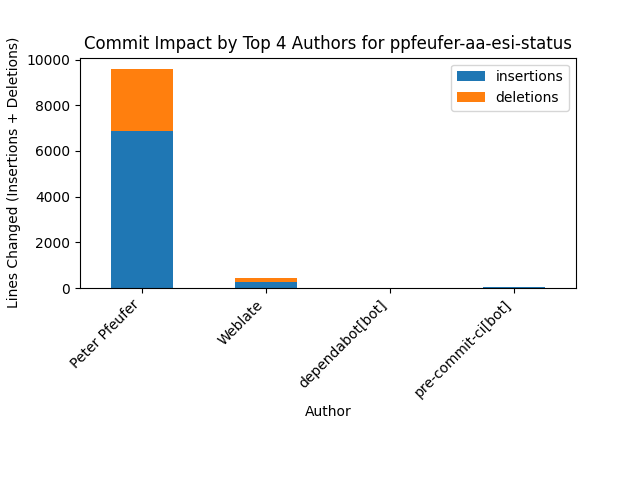 Commit Impact by Top 4 Authors for ppfeufer-aa-esi-status
insertions
deletions
Lines Changed (Insertions + Deletions)
10000
8000
6000
4000
2000
0
Peter Pfeufer
Weblate
dependabot[bot]
pre-commit-ci[bot]
Author